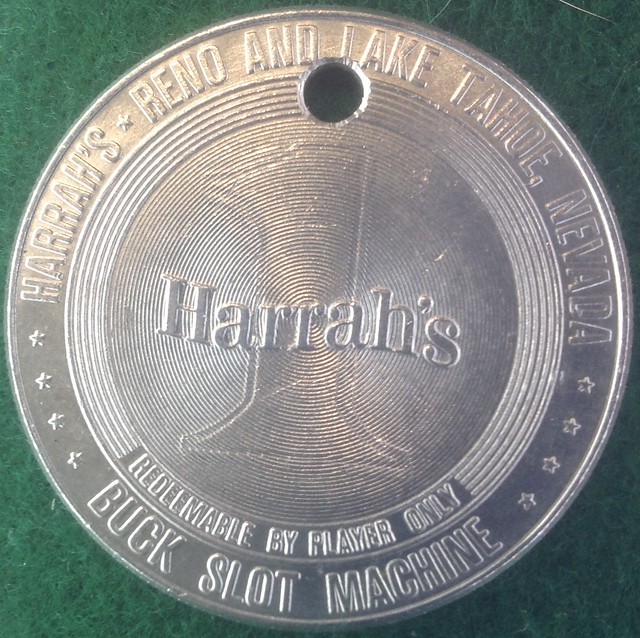 HARRAH'S ★ RENO AND LAKE TAHOE, NEVADA
Harrah's
REDEEMABLE BY PLAYER ONLY
★ ★ ★ ★ BUCK SLOT MACHINE ★ ★ ★ ★